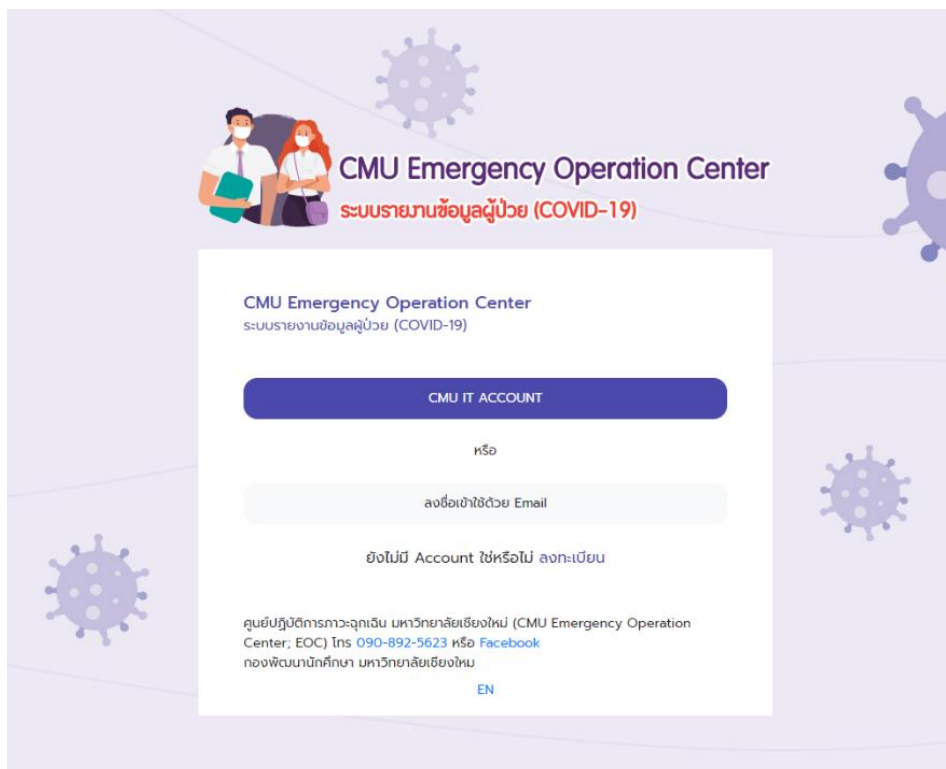 CMU Emergency Operation Center
ระบบรายงานข้อมูลผู้ป่วย (COVID-19)
CMU Emergency Operation Center
ระบบรายงานข้อมูลผู้ป่วย (COVID-19)
CMU IT ACCOUNT
หรือ
ลงชื่อเข้าใช้ด้วย Email
ยังไม่มี Account ใช่หรือไม่ ลงทะเบียน
ศูนย์ปฏิบัติการภาวะฉุกเฉิน มหาวิทยาลัยเชียงใหม่ (CMU Emergency Operation
Center; EOC) โทร 090-892-5623 หรือ Facebook
กองพัฒนานักศึกษา มหาวิทยาลัยเชียงใหม
EN